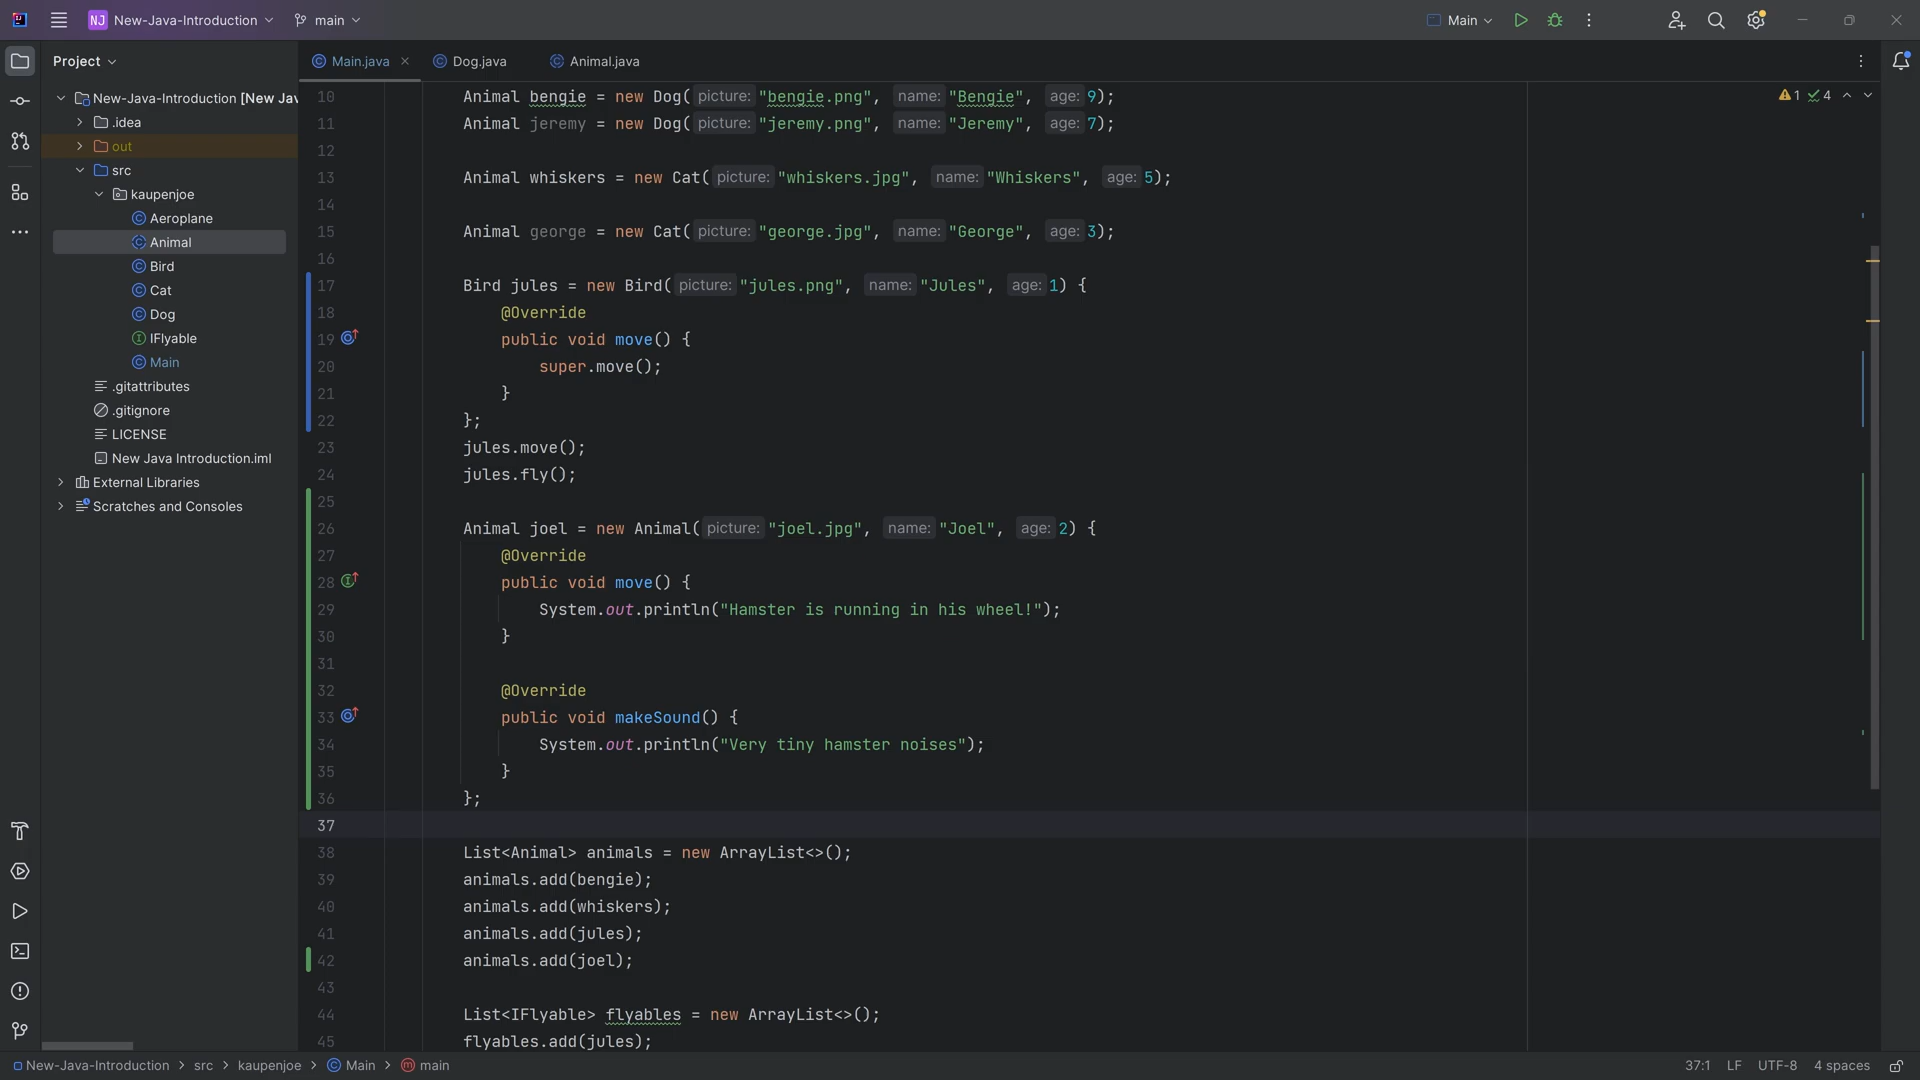 NJ New-Java-Introduction main Main
Project
Main.java Dog.java Animal.java
New-Java-Introduction [New Jav
.idea
out
src
kaupenjoe
Aeroplane
Animal
Bird
Cat
Dog
IFlyable
Main
.gitattributes
.gitignore
LICENSE
New Java Introduction.iml
External Libraries
Scratches and Consoles
1 4
10 Animal bengie = new Dog( picture: "bengie.png", name: "Bengie", age: 9);
11 Animal jeremy = new Dog( picture: "jeremy.png", name: "Jeremy", age: 7);
12
13 Animal whiskers = new Cat( picture: "whiskers.jpg", name: "Whiskers", age: 5);
14
15 Animal george = new Cat( picture: "george.jpg", name: "George", age: 3);
16
17 Bird jules = new Bird( picture: "jules.png", name: "Jules", age: 1) {
18 @Override
19 public void move() {
20 super.move();
21 }
22 };
23 jules.move();
24 jules.fly();
25
26 Animal joel = new Animal( picture: "joel.jpg", name: "Joel", age: 2) {
27 @Override
28 public void move() {
29 System.out.println("Hamster is running in his wheel!");
30 }
31
32 @Override
33 public void makeSound() {
34 System.out.println("Very tiny hamster noises");
35 }
36 };
37
38 List<Animal> animals = new ArrayList<>();
39 animals.add(bengie);
40 animals.add(whiskers);
41 animals.add(jules);
42 animals.add(joel);
43
44 List<IFlyable> flyables = new ArrayList<>();
45 flyables.add(jules);
New-Java-Introduction > src > kaupenjoe > Main > main 37:1 LF UTF-8 4 spaces